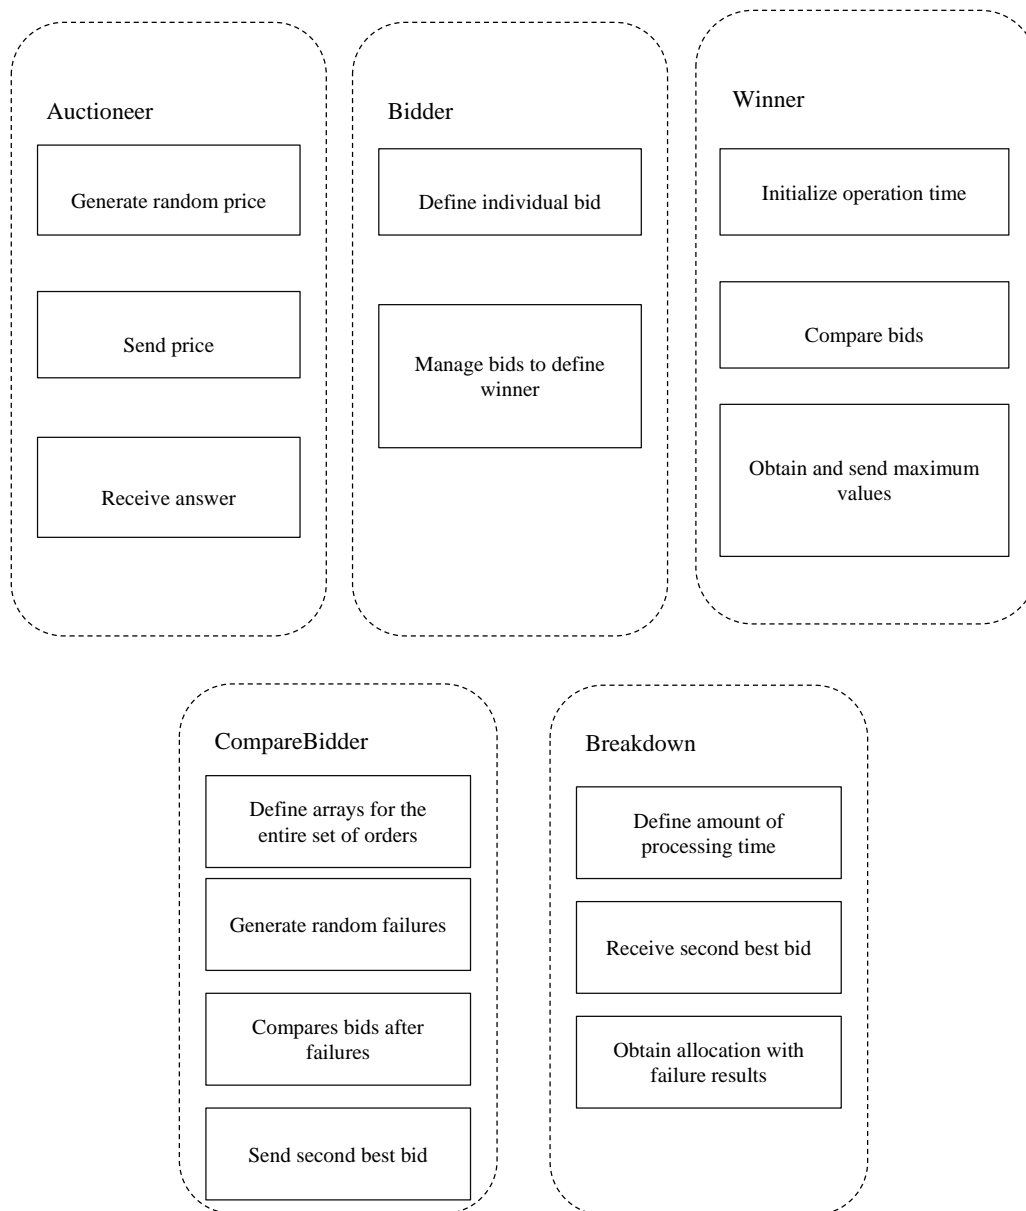 Auctioneer
Generate random price
Send price
Receive answer
Bidder
Define individual bid
Manage bids to define
winner
Winner
Initialize operation time
Compare bids
Obtain and send maximum
values
CompareBidder
Define arrays for the
entire set of orders
Generate random failures
Compares bids after
failures
Send second best bid
Breakdown
Define amount of
processing time
Receive second best bid
Obtain allocation with
failure results